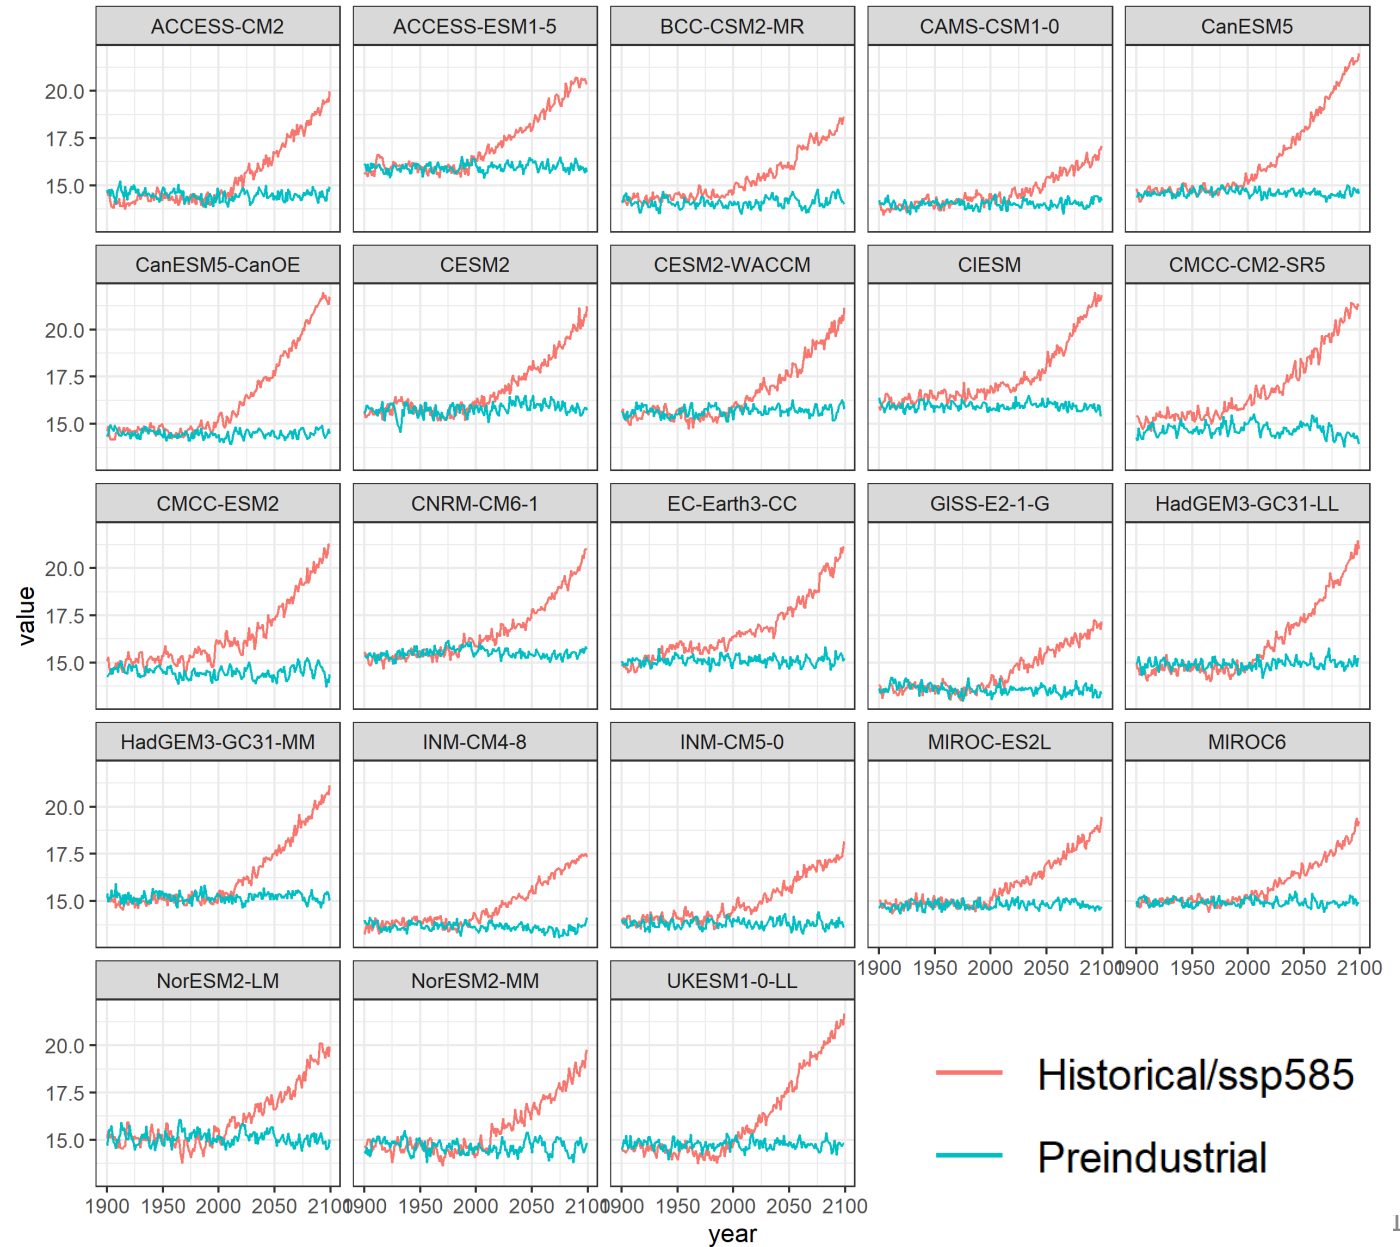 ACCESS-CM2 ACCESS-ESM1-5 BCC-CSM2-MR CAMS-CSM1-0 CanESM5
20.0
17.5
15.0
CanESM5-CanOE CESM2 CESM2-WACCM CIESM CMCC-CM2-SR5
20.0
17.5
15.0
CMCC-ESM2 CNRM-CM6-1 EC-Earth3-CC GISS-E2-1-G HadGEM3-GC31-LL
20.0
17.5
15.0
value
HadGEM3-GC31-MM INM-CM4-8 INM-CM5-0 MIROC-ES2L MIROC6
20.0
17.5
15.0
1900 1950 2000 2050 2100 1900 1950 2000 2050 2100
NorESM2-LM NorESM2-MM UKESM1-0-LL
20.0
17.5
15.0
Historical/ssp585
Preindustrial
1900 1950 2000 2050 2100 1900 1950 2000 2050 2100 1900 1950 2000 2050 2100
year